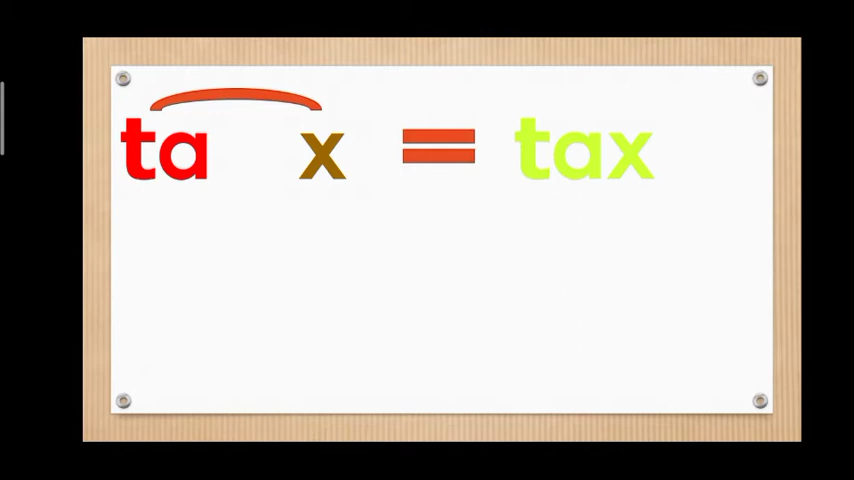 ta x = tax